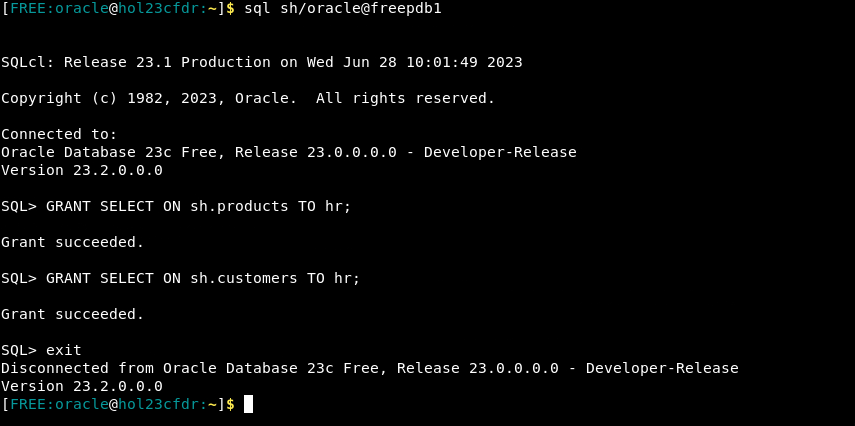 [FREE:oracle@hol23cfdr:~]$ sql sh/oracle@freepdb1
SQLcl: Release 23.1 Production on Wed Jun 28 10:01:49 2023
Copyright (c) 1982, 2023, Oracle.  All rights reserved.
Connected to:
Oracle Database 23c Free, Release 23.0.0.0.0 - Developer-Release
Version 23.2.0.0.0
SQL> GRANT SELECT ON sh.products TO hr;
Grant succeeded.
SQL> GRANT SELECT ON sh.customers TO hr;
Grant succeeded.
SQL> exit
Disconnected from Oracle Database 23c Free, Release 23.0.0.0.0 - Developer-Release
Version 23.2.0.0.0
[FREE:oracle@hol23cfdr:~]$